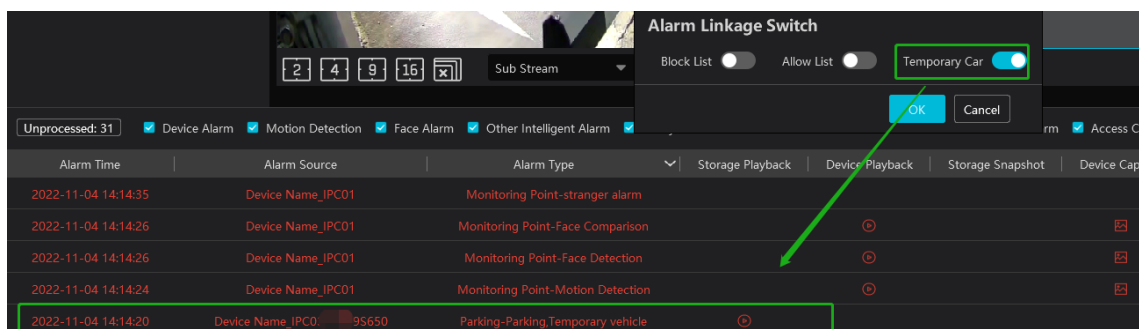 Alarm Linkage Switch
Block List Allow List Temporary Car
2 4 9 16 Sub Stream
OK Cancel
Unprocessed: 31 Device Alarm Motion Detection Face Alarm Other Intelligent Alarm rm Access C
Alarm Time Alarm Source Alarm Type Storage Playback Device Playback Storage Snapshot Device Cap
2022-11-04 14:14:35 Device Name_IPC01 Monitoring Point-stranger alarm
2022-11-04 14:14:26 Device Name_IPC01 Monitoring Point-Face Comparison
2022-11-04 14:14:26 Device Name_IPC01 Monitoring Point-Face Detection
2022-11-04 14:14:24 Device Name_IPC01 Monitoring Point-Motion Detection
2022-11-04 14:14:20 Device Name_IPC0 9S650 Parking-Parking,Temporary vehicle